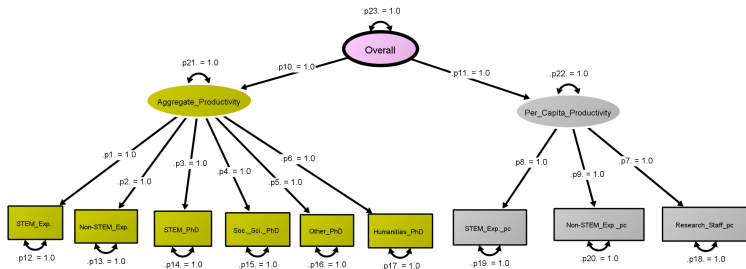 .p23. = 1.0
Overall
.p21. = 1.0
.p10. = 1.0
.p11. = 1.0
.p22. = 1.0
Aggregate_Productivity
Per_Capita_Productivity
.p1. = 1.0
.p2. = 1.0
.p3. = 1.0
.p4. = 1.0
.p5. = 1.0
.p6. = 1.0
.p8. = 1.0
.p9. = 1.0
.p7. = 1.0
STEM_Exp.
Non-STEM_Exp.
STEM_PhD
Soc._Sci._PhD
Other_PhD
Humanities_PhD
STEM_Exp._pc
Non-STEM_Exp._pc
Research_Staff_pc
.p12. = 1.0
.p13. = 1.0
.p14. = 1.0
.p15. = 1.0
.p16. = 1.0
.p17. = 1.0
.p19. = 1.0
.p20. = 1.0
.p18. = 1.0